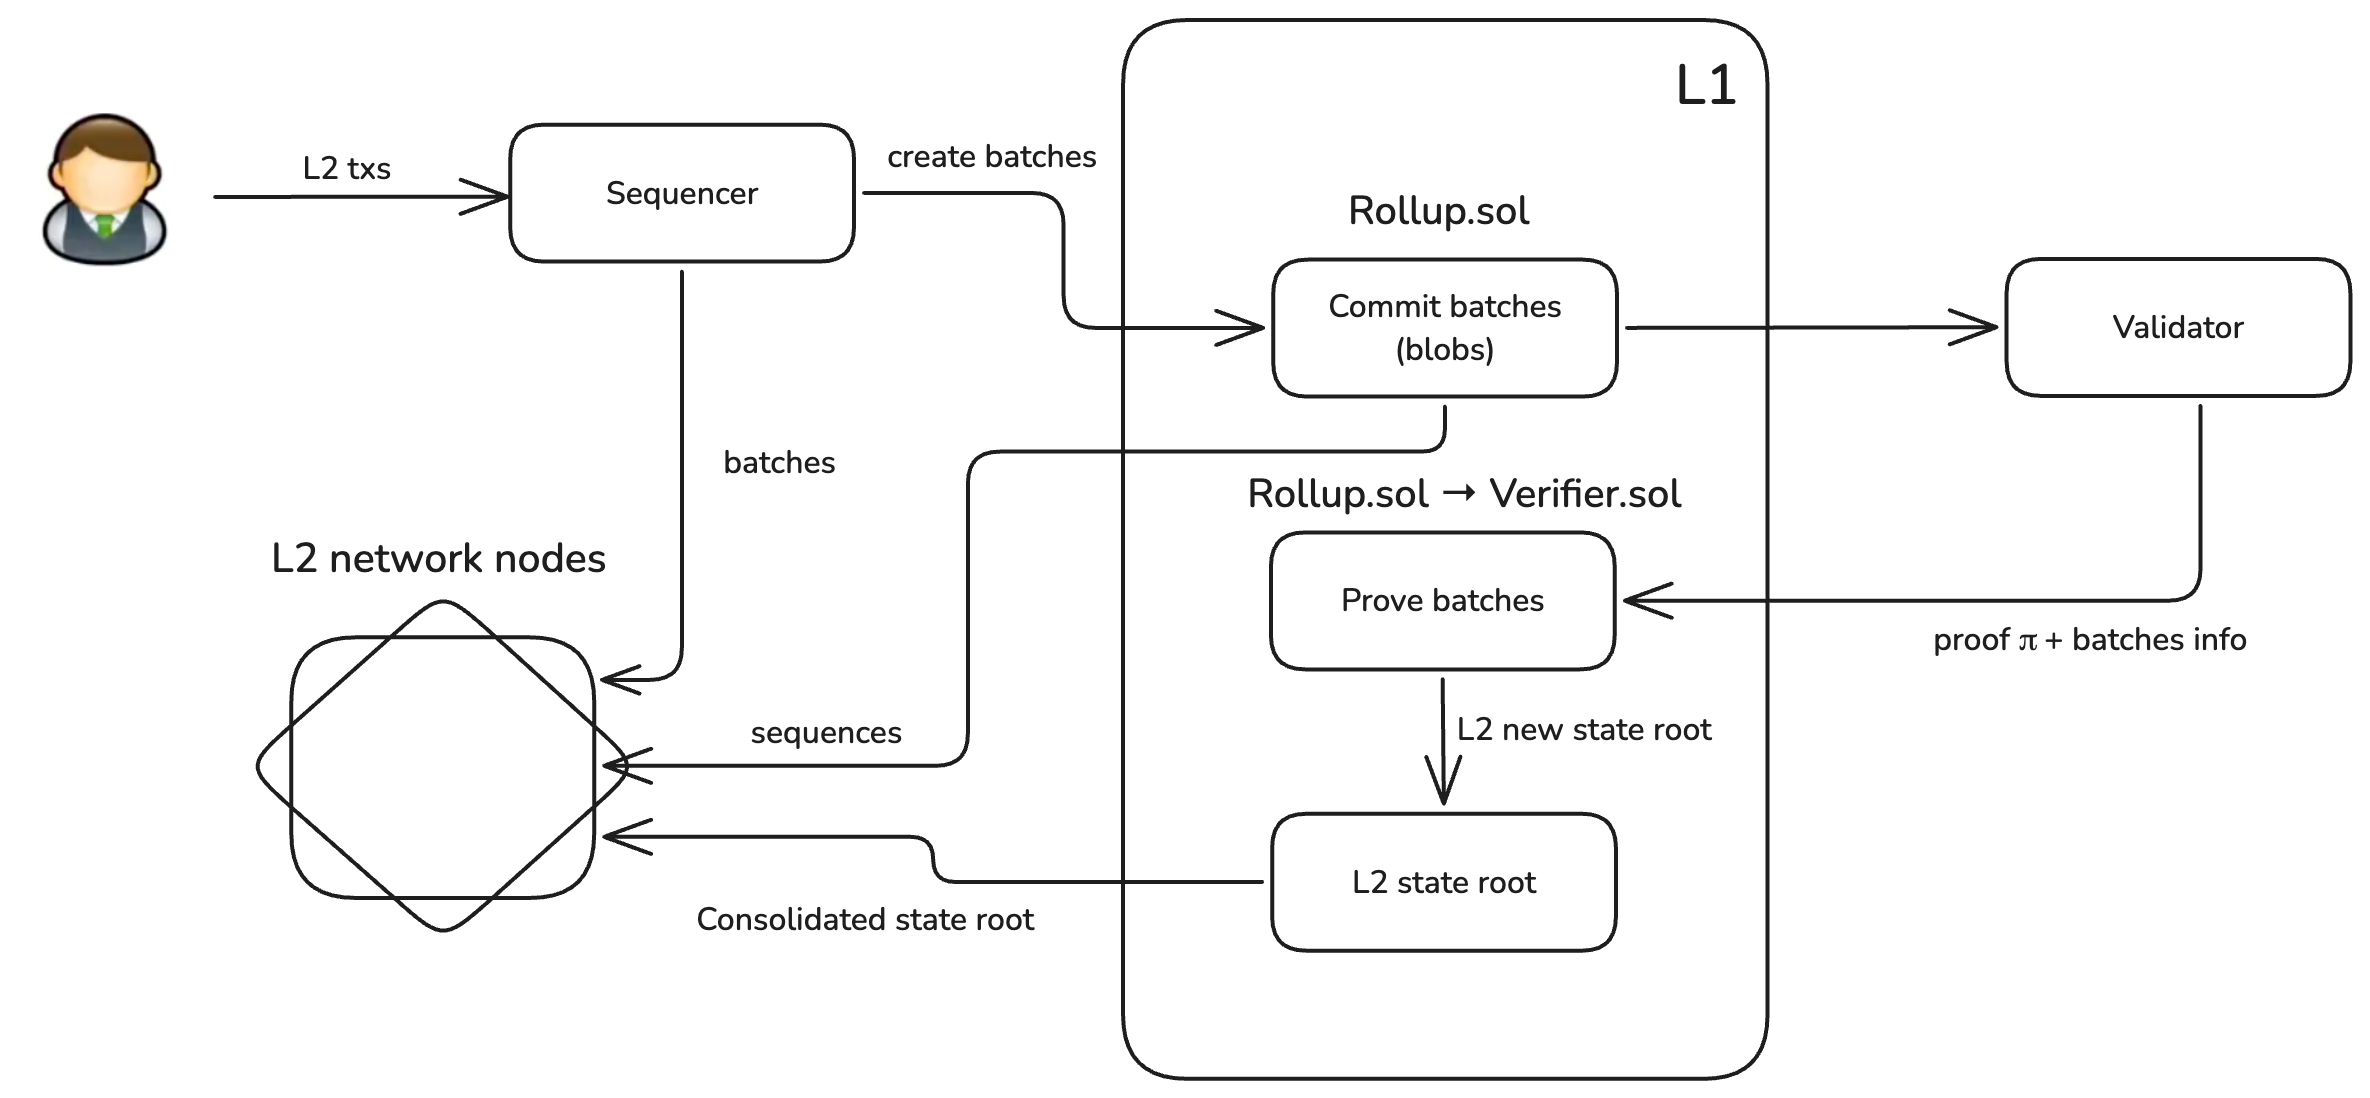 L1
L2 txs
Sequencer
create batches
Rollup.sol
Commit batches
(blobs)
Validator
batches
Rollup.sol → Verifier.sol
L2 network nodes
Prove batches
proof π + batches info
sequences
L2 new state root
L2 state root
Consolidated state root